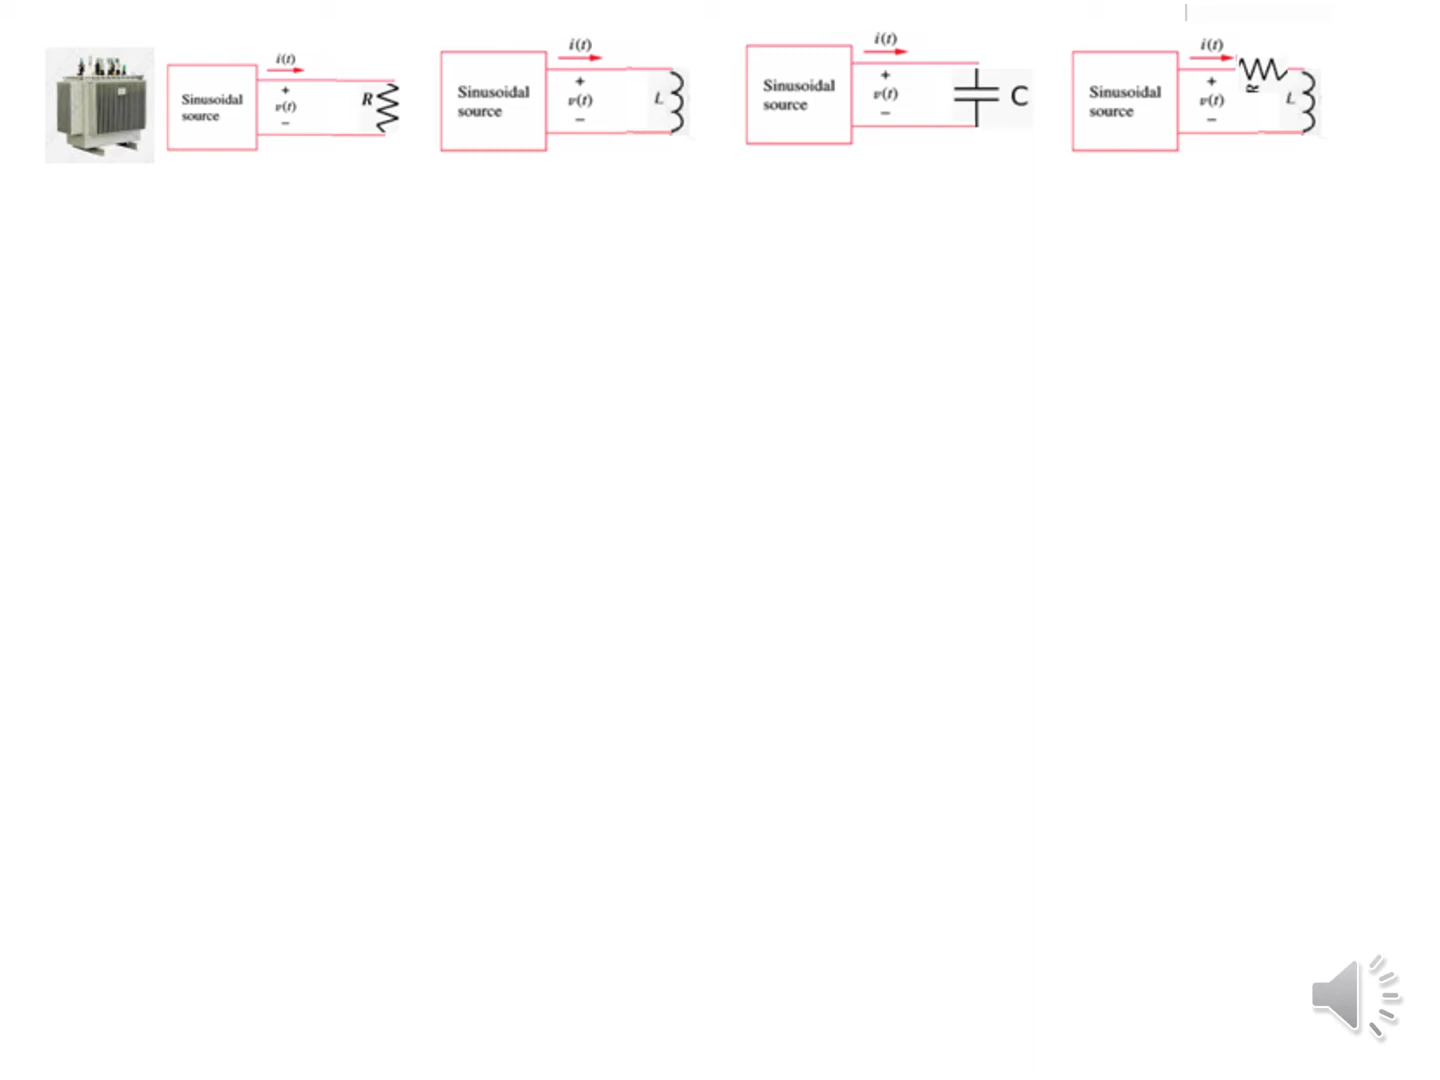 i(t)
Sinusoidal
source
+
v(t)
−
R
i(t)
Sinusoidal
source
+
v(t)
−
L
i(t)
Sinusoidal
source
+
v(t)
−
C
i(t)
Sinusoidal
source
+
v(t)
−
R
L